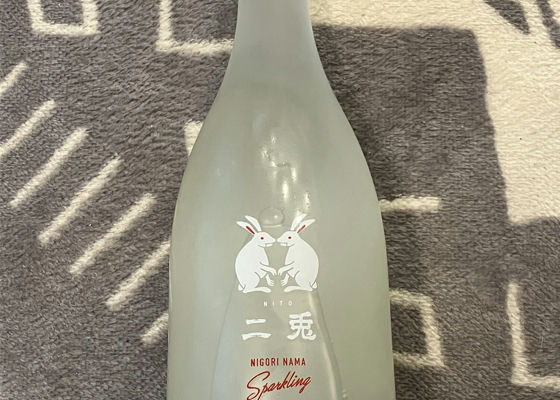 NITO
二兎
NIGORI NAMA
Sparkling